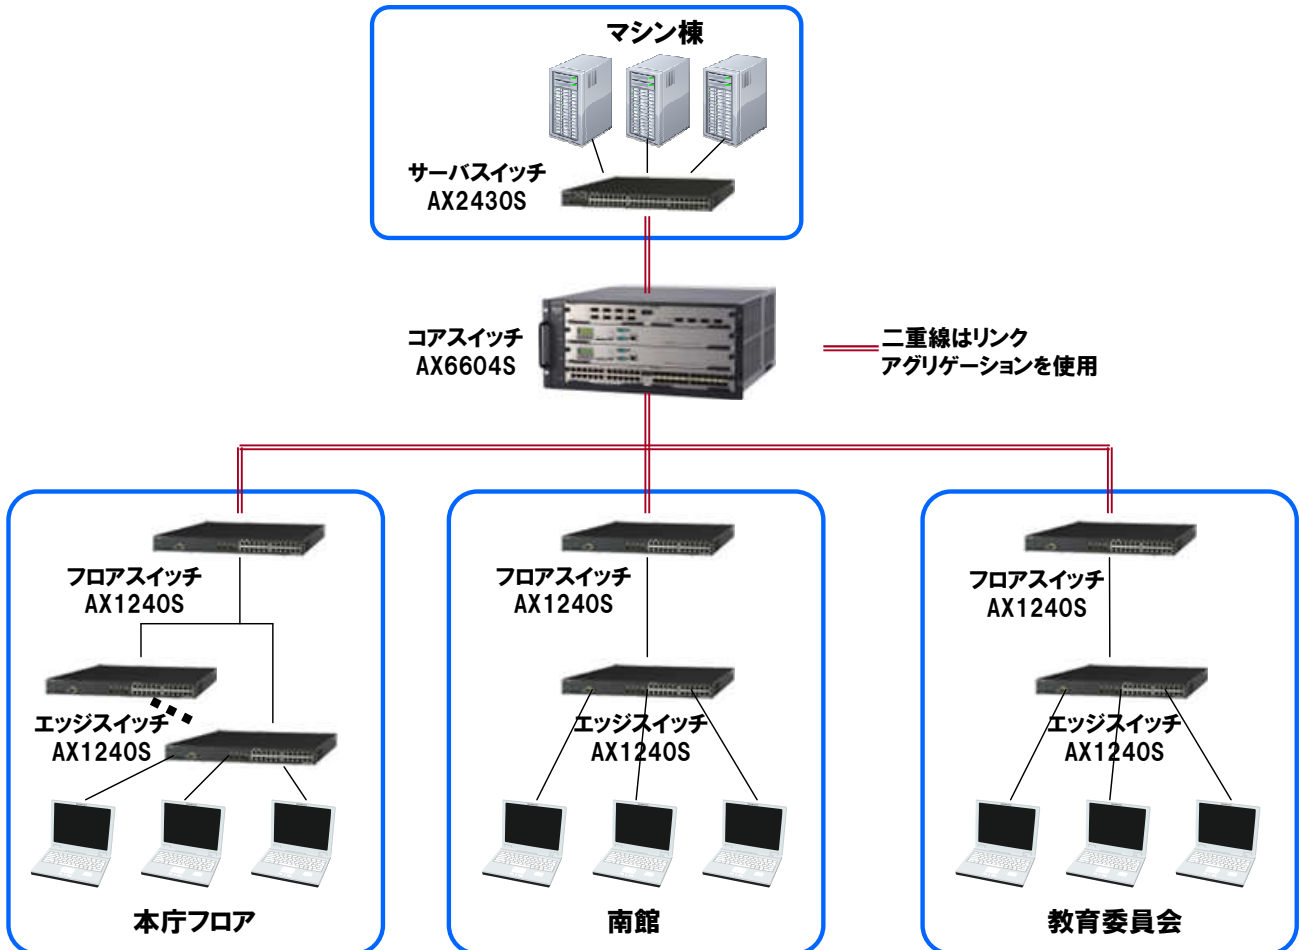 マシン棟
サーバスイッチ
AX2430S
コアスイッチ
AX6604S
二重線はリンク
アグリゲーションを使用
フロアスイッチ
AX1240S
エッジスイッチ
AX1240S
本庁フロア
フロアスイッチ
AX1240S
エッジスイッチ
AX1240S
南館
フロアスイッチ
AX1240S
エッジスイッチ
AX1240S
教育委員会